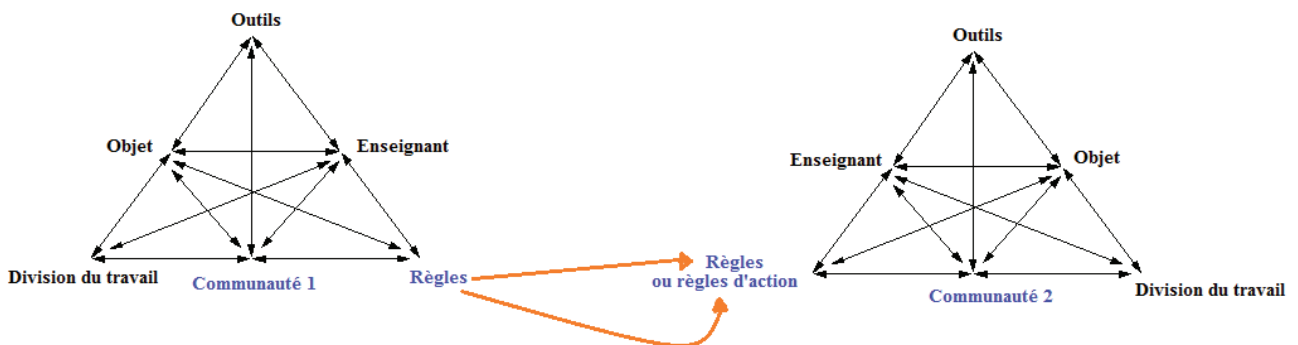 Outils
Objet
Enseignant
Division du travail
Communauté 1
Règles
Outils
Enseignant
Objet
Règles
ou règles d'action
Communauté 2
Division du travail